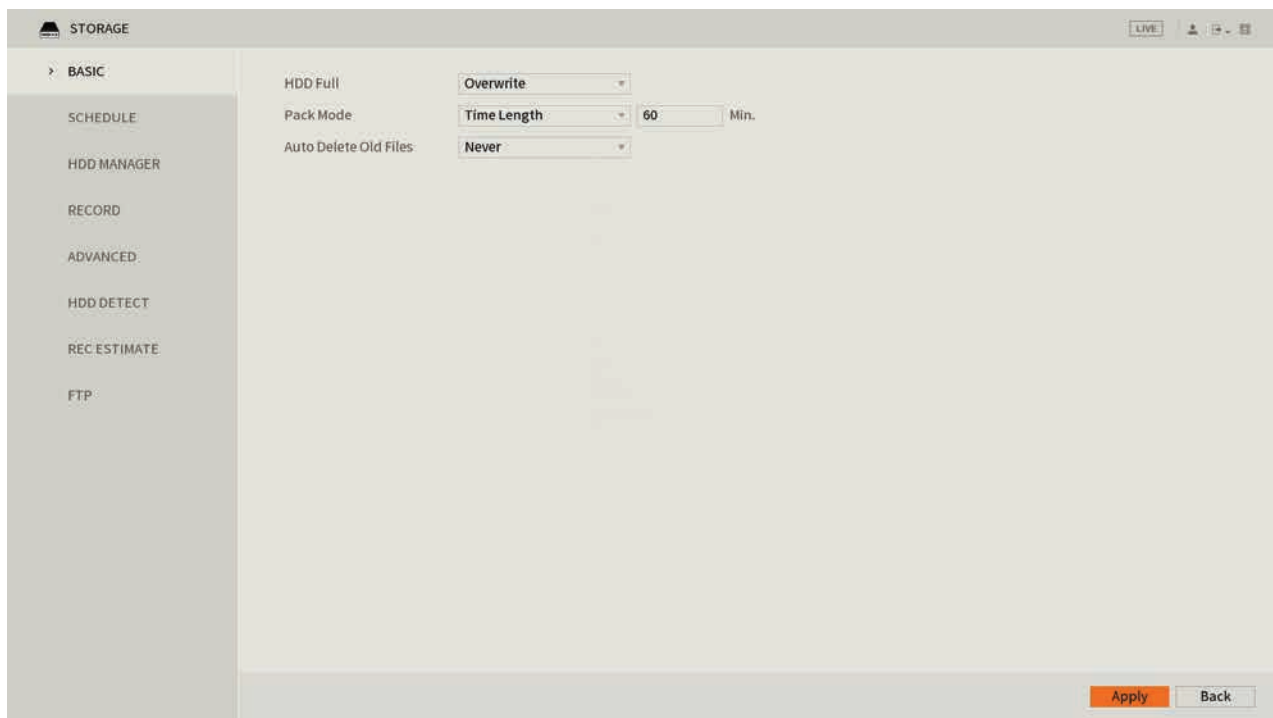 STORAGE
LIVE
BASIC
SCHEDULE
HDD MANAGER
RECORD
ADVANCED
HDD DETECT
REC ESTIMATE
FTP
HDD Full Overwrite
Pack Mode Time Length 60 Min.
Auto Delete Old Files Never
Apply Back